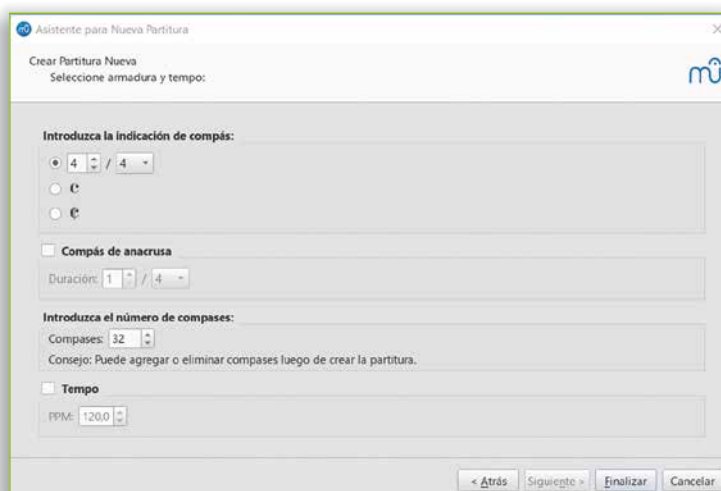 Asistente para Nueva Partitura
Crear Partitura Nueva
Seleccione armadura y tempo:
Introduzca la indicación de compás:
4 / 4
Compás de anacrusa
Duración: 1 / 4
Introduzca el número de compases:
Compases: 32
Consejo: Puede agregar o eliminar compases luego de crear la partitura.
Tempo
PPM: 120,0
< Atrás Siguiente > Finalizar Cancelar